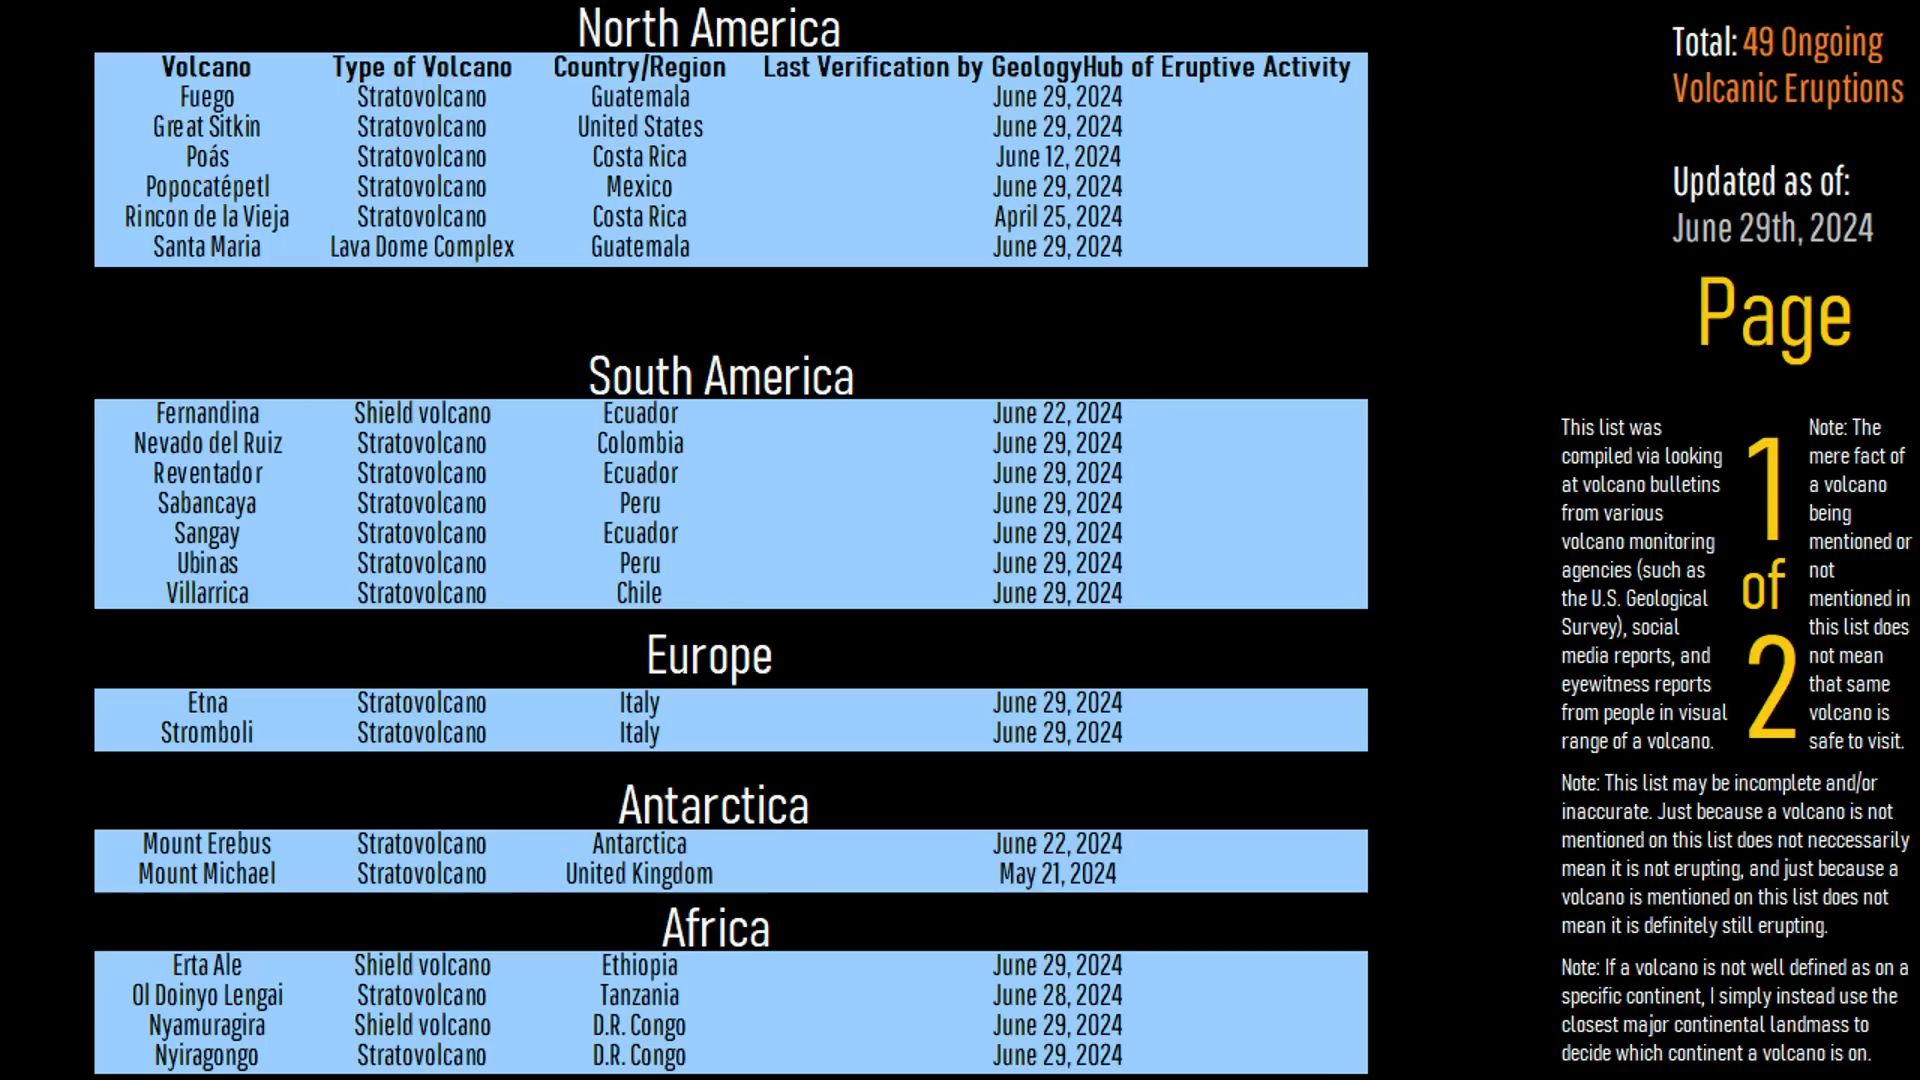 North America
Volcano Type of Volcano Country/Region Last Verification by GeologyHub of Eruptive Activity
Fuego Stratovolcano Guatemala June 29, 2024
Great Sitkin Stratovolcano United States June 29, 2024
Poás Stratovolcano Costa Rica June 12, 2024
Popocatépetl Stratovolcano Mexico June 29, 2024
Rincon de la Vieja Stratovolcano Costa Rica April 25, 2024
Santa Maria Lava Dome Complex Guatemala June 29, 2024
South America
Fernandina Shield volcano Ecuador June 22, 2024
Nevado del Ruiz Stratovolcano Colombia June 29, 2024
Reventador Stratovolcano Ecuador June 29, 2024
Sabancaya Stratovolcano Peru June 29, 2024
Sangay Stratovolcano Ecuador June 29, 2024
Ubinas Stratovolcano Peru June 29, 2024
Villarrica Stratovolcano Chile June 29, 2024
Europe
Etna Stratovolcano Italy June 29, 2024
Stromboli Stratovolcano Italy June 29, 2024
Antarctica
Mount Erebus Stratovolcano Antarctica June 22, 2024
Mount Michael Stratovolcano United Kingdom May 21, 2024
Africa
Erta Ale Shield volcano Ethiopia June 29, 2024
Ol Doinyo Lengai Stratovolcano Tanzania June 28, 2024
Nyamuragira Shield volcano D.R. Congo June 29, 2024
Nyiragongo Stratovolcano D.R. Congo June 29, 2024
Total: 49 Ongoing
Volcanic Eruptions
Updated as of:
June 29th, 2024
Page
1
of
2
This list was
compiled via looking
at volcano bulletins
from various
volcano monitoring
agencies (such as
the U.S. Geological
Survey), social
media reports, and
eyewitness reports
from people in visual
range of a volcano.
Note: The
mere fact of
a volcano
being
mentioned or
not
mentioned in
this list does
not mean
that same
volcano is
safe to visit.
Note: This list may be incomplete and/or
inaccurate. Just because a volcano is not
mentioned on this list does not neccessarily
mean it is not erupting, and just because a
volcano is mentioned on this list does not
mean it is definitely still erupting.
Note: If a volcano is not well defined as on a
specific continent, I simply instead use the
closest major continental landmass to
decide which continent a volcano is on.